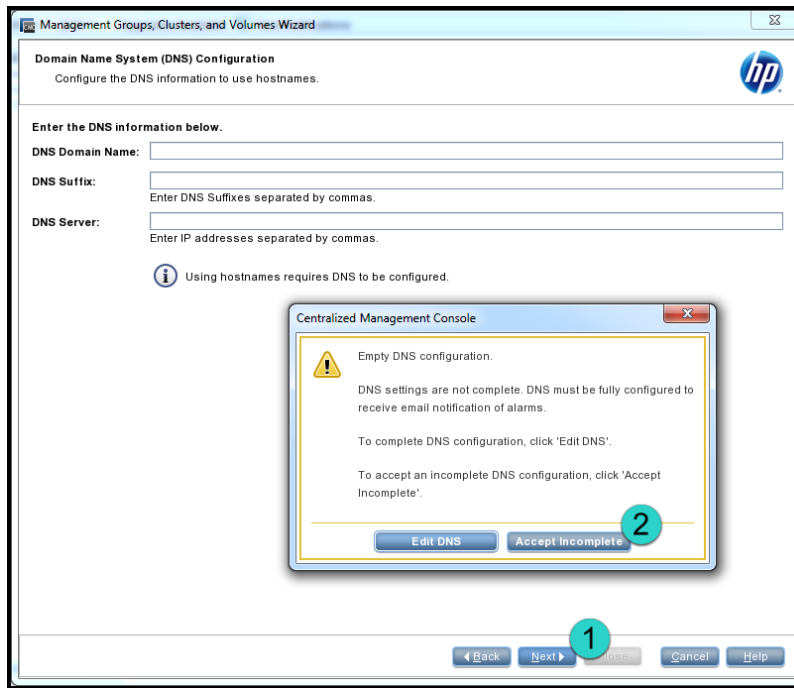 Management Groups, Clusters, and Volumes Wizard
Domain Name System (DNS) Configuration
Configure the DNS information to use hostnames.
hp
Enter the DNS information below.
DNS Domain Name:
DNS Suffix:
Enter DNS Suffixes separated by commas.
DNS Server:
Enter IP addresses separated by commas.
Using hostnames requires DNS to be configured.
Centralized Management Console
Empty DNS configuration.
DNS settings are not complete. DNS must be fully configured to
receive email notification of alarms.
To complete DNS configuration, click 'Edit DNS'.
To accept an incomplete DNS configuration, click 'Accept
Incomplete'.
2
Edit DNS Accept Incomplete
1
Back Next Cancel Help